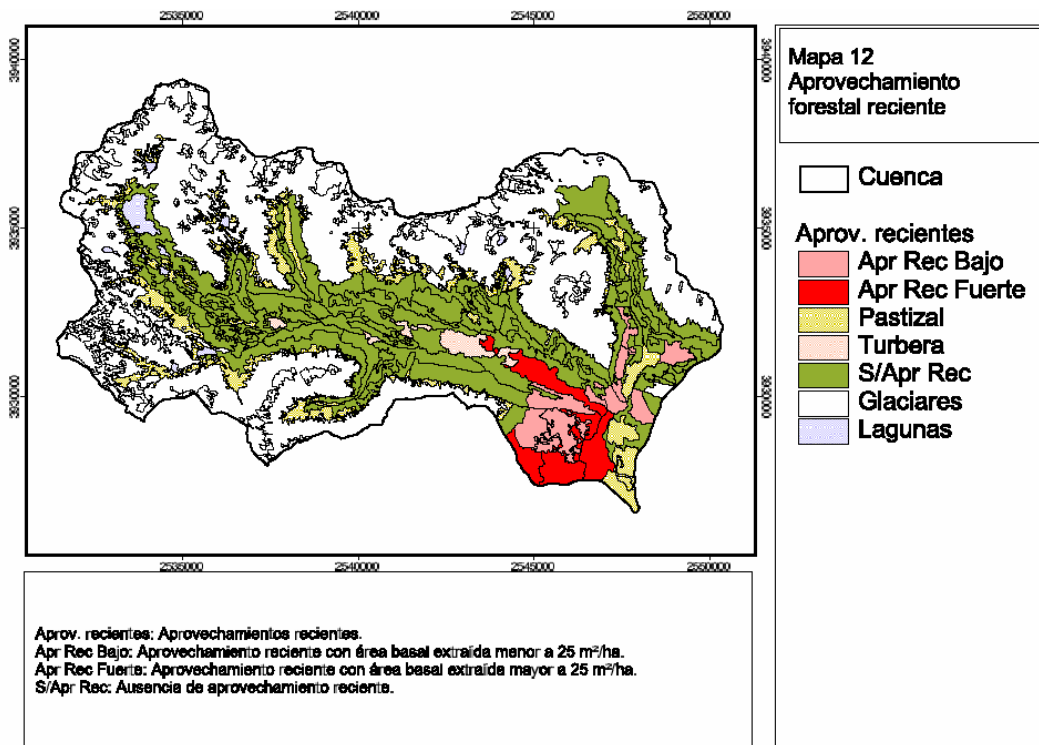 2535000 2540000 2545000 2550000
3940000 3940000
3935000 3935000
3930000 3930000
2535000 2540000 2545000 2550000
Mapa 12
Aprovechamiento
forestal reciente
Cuenca
Aprov. recientes
Apr Rec Bajo
Apr Rec Fuerte
Pastizal
Turbera
S/Apr Rec
Glaciares
Lagunas
Aprov. recientes: Aprovechamientos recientes.
Apr Rec Bajo: Aprovechamiento reciente con área basal extraída menor a 25 m²/ha.
Apr Rec Fuerte: Aprovechamiento reciente con área basal extraída mayor a 25 m²/ha.
S/Apr Rec: Ausencia de aprovechamiento reciente.